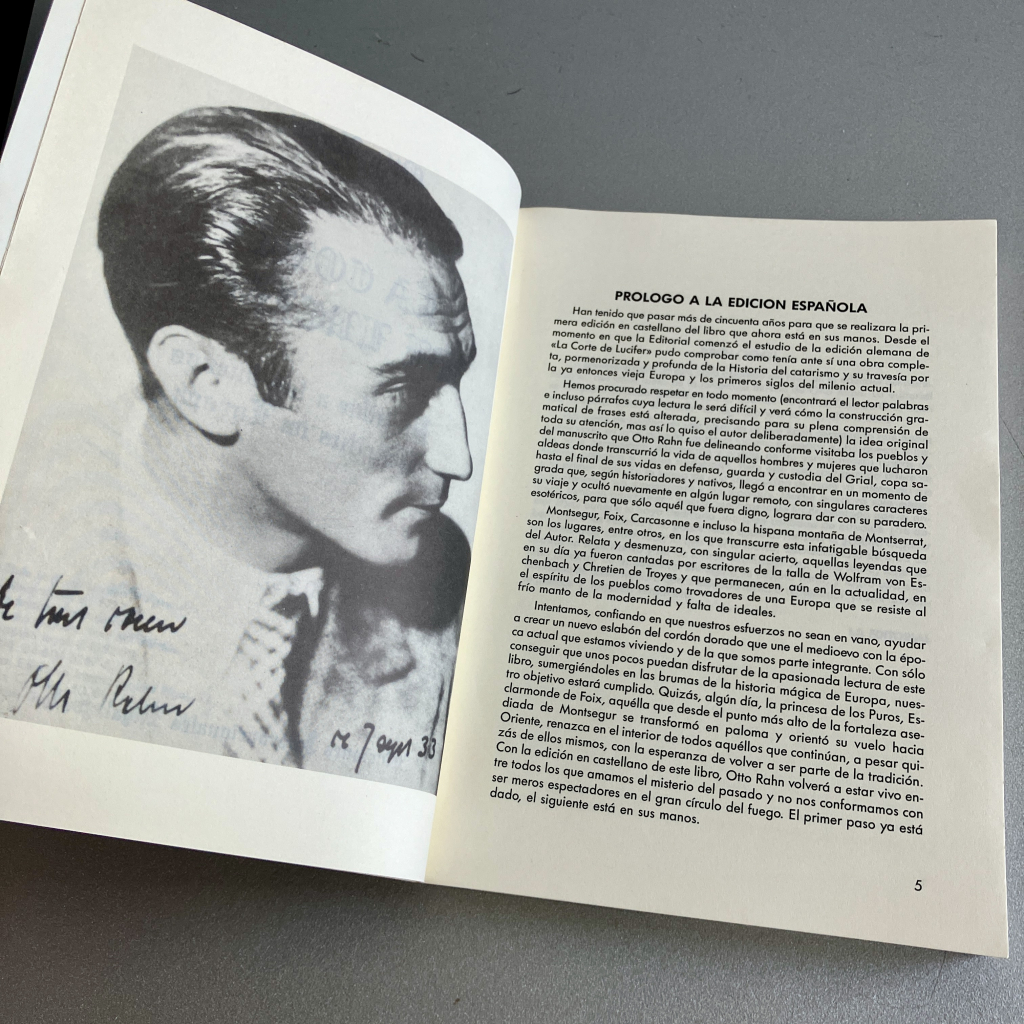 Otto Rahn
PROLOGO A LA EDICION ESPAÑOLA
Han tenido que pasar más de cincuenta años para que se realizara la pri-
mera edición en castellano del libro que ahora está en sus manos. Desde el
momento en que la Editorial comenzó el estudio de la edición alemana de
«La Corte de Lucifer» pudo comprobar como tenía ante sí una obra comple-
ta, pormenorizada y profunda de la Historia del catarismo y su travesía por
la ya entonces vieja Europa y los primeros siglos del milenio actual.
Hemos procurado respetar en todo momento (encontrará el lector palabras
e incluso párrafos cuya lectura le será difícil y verá cómo la construcción gra-
matical de frases está alterada, precisando para su plena comprensión de
toda su atención, mas así lo quiso el autor deliberadamente) la idea original
del manuscrito que Otto Rahn fue delineando conforme visitaba los pueblos y
aldeas donde transcurrió la vida de aquellos hombres y mujeres que lucharon
hasta el final de sus vidas en defensa, guarda y custodia del Grial, copa sa-
grada que, según historiadores y nativos, llegó a encontrar en un momento de
su viaje y ocultó nuevamente en algún lugar remoto, con singulares caracteres
esotéricos, para que sólo aquél que fuera digno, lograra dar con su paradero.
Montsegur, Foix, Carcasonne e incluso la hispana montaña de Montserrat,
son los lugares, entre otros, en los que transcurre esta infatigable búsqueda
del Autor. Relata y desmenuza, con singular acierto, aquellas leyendas que
en su día ya fueron cantadas por escritores de la talla de Wolfram von Es-
chenbach y Chretien de Troyes y que permanecen, aún en la actualidad, en
el espíritu de los pueblos como trovadores de una Europa que se resiste al
frío manto de la modernidad y falta de ideales.
Intentamos, confiando en que nuestros esfuerzos no sean en vano, ayudar
a crear un nuevo eslabón del cordón dorado que une el medioevo con la épo-
ca actual que estamos viviendo y de la que somos parte integrante. Con sólo
conseguir que unos pocos puedan disfrutar de la apasionada lectura de este
libro, sumergiéndoles en las brumas de la historia mágica de Europa, nues-
tro objetivo estará cumplido. Quizás, algún día, la princesa de los Puros, Es-
clarmonde de Foix, aquélla que desde el punto más alto de la fortaleza ase-
diada de Montsegur se transformó en paloma y orientó su vuelo hacia
Oriente, renazca en el interior de todos aquéllos que continúan, a pesar qui-
zás de ellos mismos, con la esperanza de volver a ser parte de la tradición.
Con la edición en castellano de este libro, Otto Rahn volverá a estar vivo en-
tre todos los que amamos el misterio del pasado y no nos conformamos con
ser meros espectadores en el gran círculo del fuego. El primer paso ya está
dado, el siguiente está en sus manos.
5